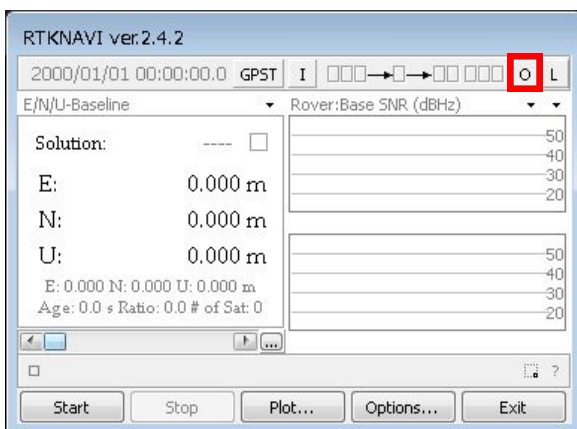 RTKNAVI ver.2.4.2
2000/01/01 00:00:00.0 GPST I O L
E/N/U-Baseline Rover:Base SNR (dBHz)
Solution: ----
E: 0.000 m
N: 0.000 m
U: 0.000 m
E: 0.000 N: 0.000 U: 0.000 m
Age: 0.0 s Ratio: 0.0 # of Sat: 0
50
40
30
20
50
40
30
20
...
?
Start Stop Plot... Options... Exit